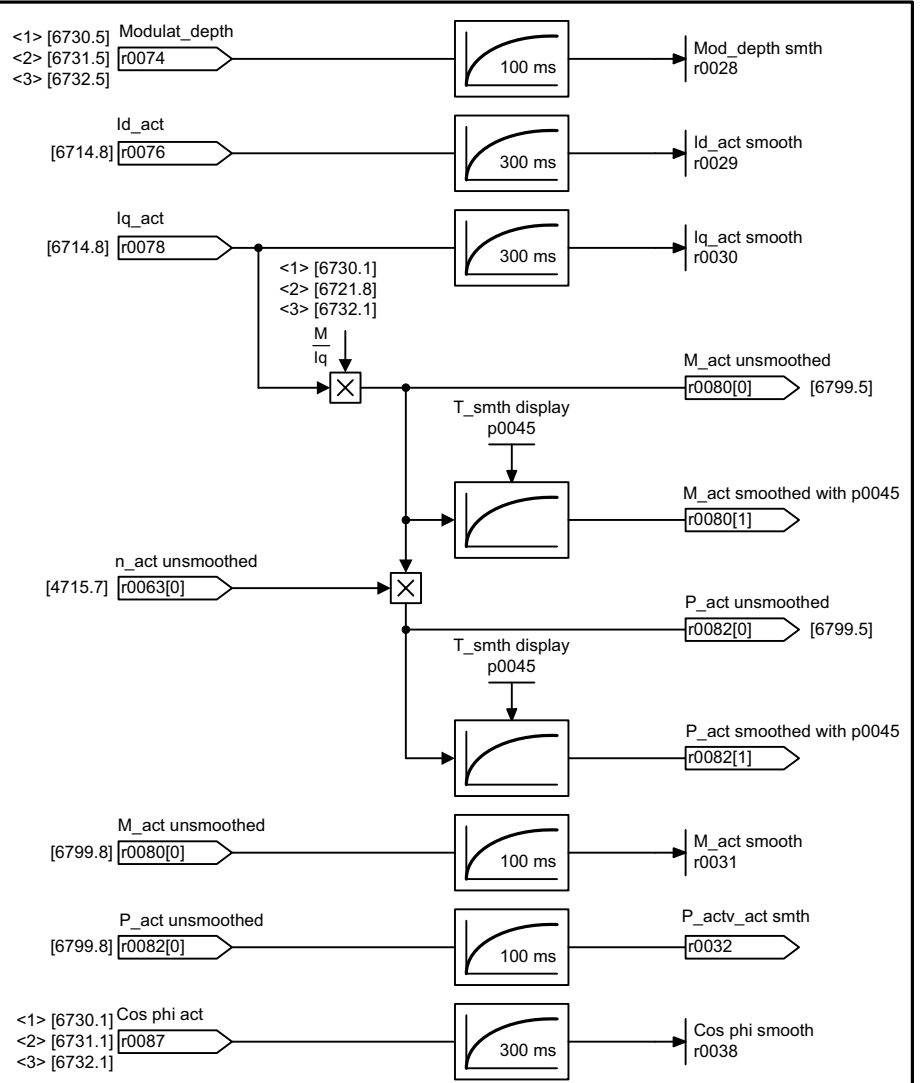 <1> [6730.5]
<2> [6731.5]
<3> [6732.5]
Modulat_depth
r0074
100 ms
Mod_depth smth
r0028
Id_act
[6714.8]
r0076
300 ms
Id_act smooth
r0029
Iq_act
[6714.8]
r0078
300 ms
Iq_act smooth
r0030
<1> [6730.1]
<2> [6721.8]
<3> [6732.1]
M
Iq
M_act unsmoothed
r0080[0]
[6799.5]
T_smth display
p0045
M_act smoothed with p0045
r0080[1]
n_act unsmoothed
[4715.7]
r0063[0]
P_act unsmoothed
r0082[0]
[6799.5]
T_smth display
p0045
P_act smoothed with p0045
r0082[1]
M_act unsmoothed
[6799.8]
r0080[0]
100 ms
M_act smooth
r0031
P_act unsmoothed
[6799.8]
r0082[0]
100 ms
P_actv_act smth
r0032
<1> [6730.1]
<2> [6731.1]
<3> [6732.1]
Cos phi act
r0087
300 ms
Cos phi smooth
r0038